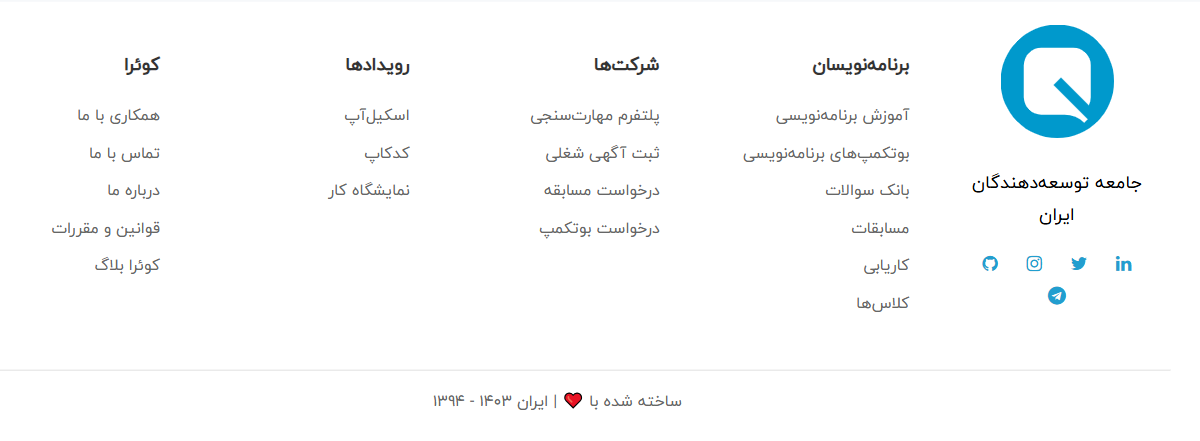 جامعه توسعه‌دهندگان
ایران
برنامه‌نویسان
آموزش برنامه‌نویسی
بوتکمپ‌های برنامه‌نویسی
بانک سوالات
مسابقات
کاریابی
کلاس‌ها
شرکت‌ها
پلتفرم مهارت‌سنجی
ثبت آگهی شغلی
درخواست مسابقه
درخواست بوتکمپ
رویدادها
اسکیل‌آپ
کدکاپ
نمایشگاه کار
کوئرا
همکاری با ما
تماس با ما
درباره ما
قوانین و مقررات
کوئرا بلاگ
ساخته شده با ❤ | ایران ۱۴۰۳ - ۱۳۹۴